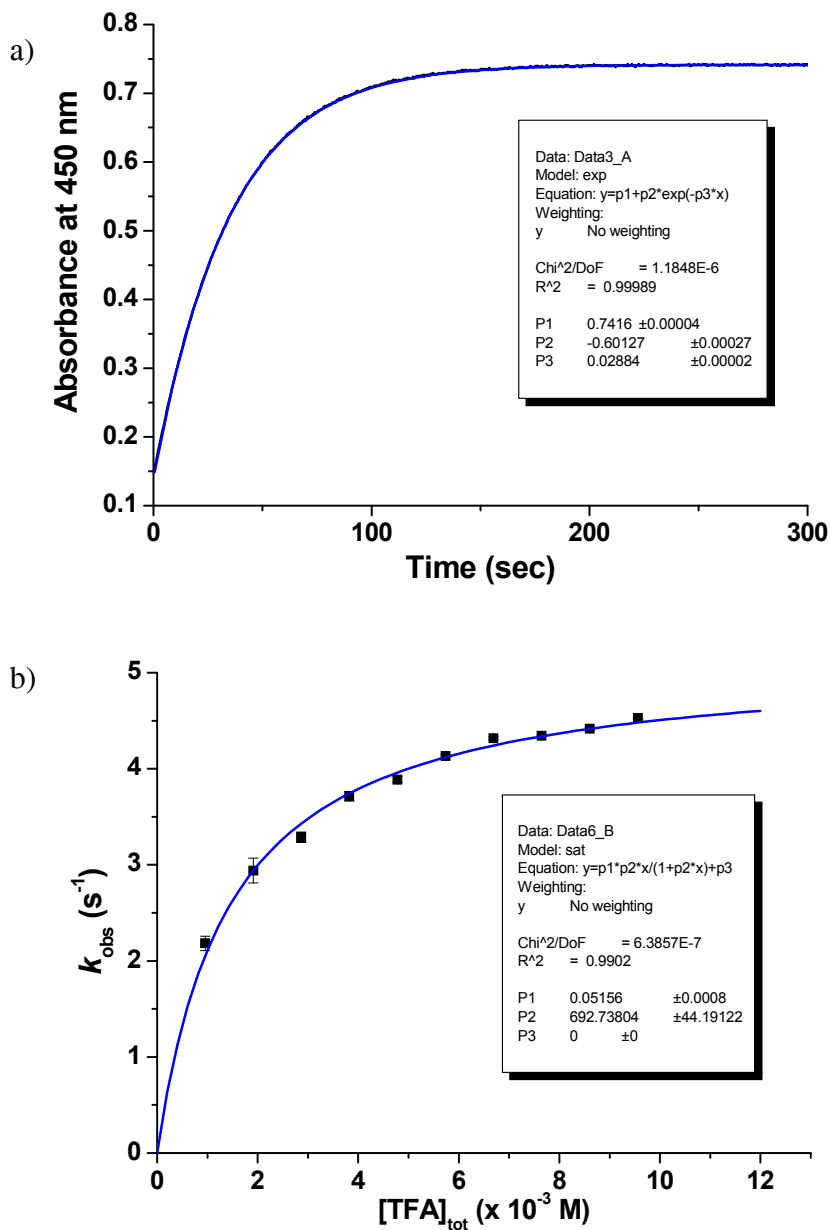 a)
0.8
0.7
0.6
0.5
0.4
0.3
0.2
0.1
Absorbance at 450 nm
0 100 200 300
Time (sec)
Data: Data3_A
Model: exp
Equation: y=p1+p2*exp(-p3*x)
Weighting:
y No weighting
Chi^2/DoF = 1.1848E-6
R^2 = 0.99989
P1 0.7416 ±0.00004
P2 -0.60127 ±0.00027
P3 0.02884 ±0.00002
b)
5
4
3
2
1
0
k_obs (s⁻¹)
0 2 4 6 8 10 12
[TFA]_tot (x 10⁻³ M)
Data: Data6_B
Model: sat
Equation: y=p1*p2*x/(1+p2*x)+p3
Weighting:
y No weighting
Chi^2/DoF = 6.3857E-7
R^2 = 0.9902
P1 0.05156 ±0.0008
P2 692.73804 ±44.19122
P3 0 ±0